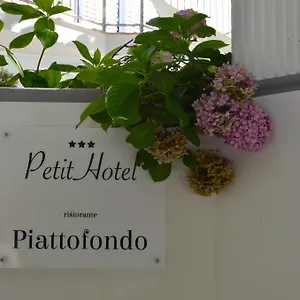 ★★★
Petit Hotel
ristorante
Piattofondo